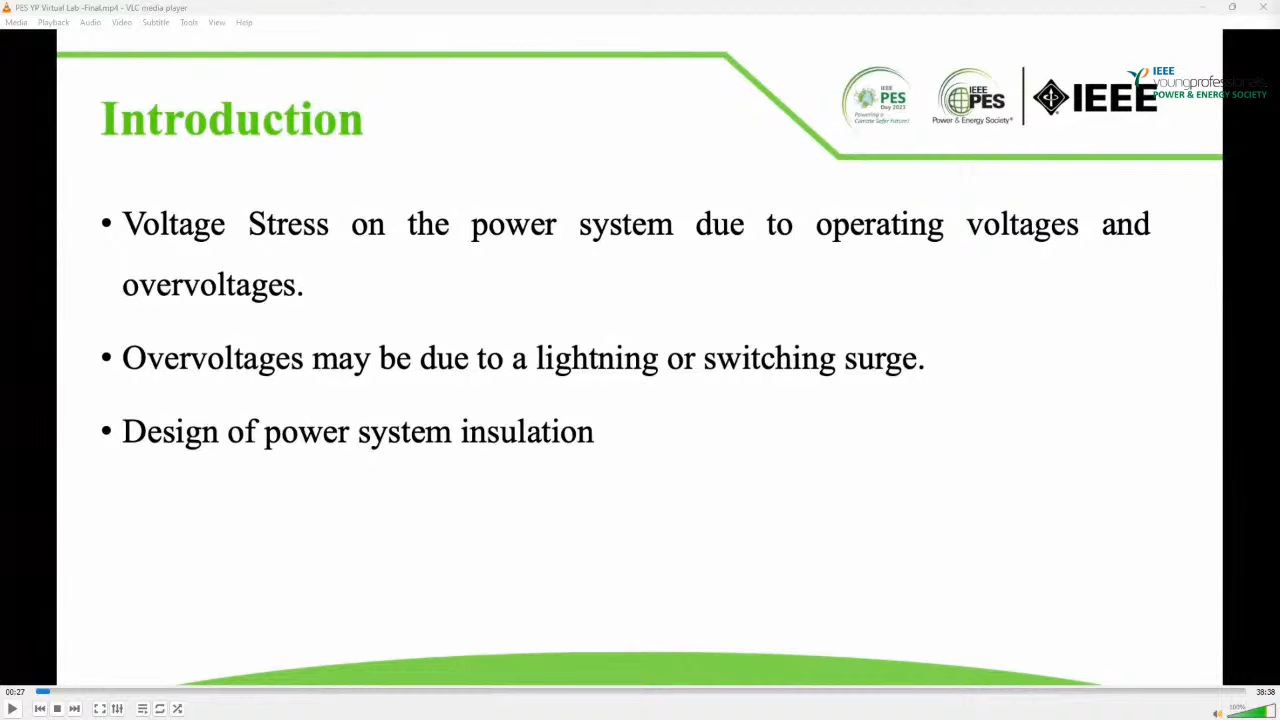 PES YP Virtual Lab -Final.mp4 - VLC media player
Media Playback Audio Video Subtitle Tools View Help
IEEE
youngprofessionals
POWER & ENERGY SOCIETY
IEEE
PES
Day 2023
Powering a
Climate Safer Future!
IEEE
PES
Power & Energy Society®
IEEE
Introduction
• Voltage Stress on the power system due to operating voltages and
overvoltages.
• Overvoltages may be due to a lightning or switching surge.
• Design of power system insulation
00:27
38:38
100%